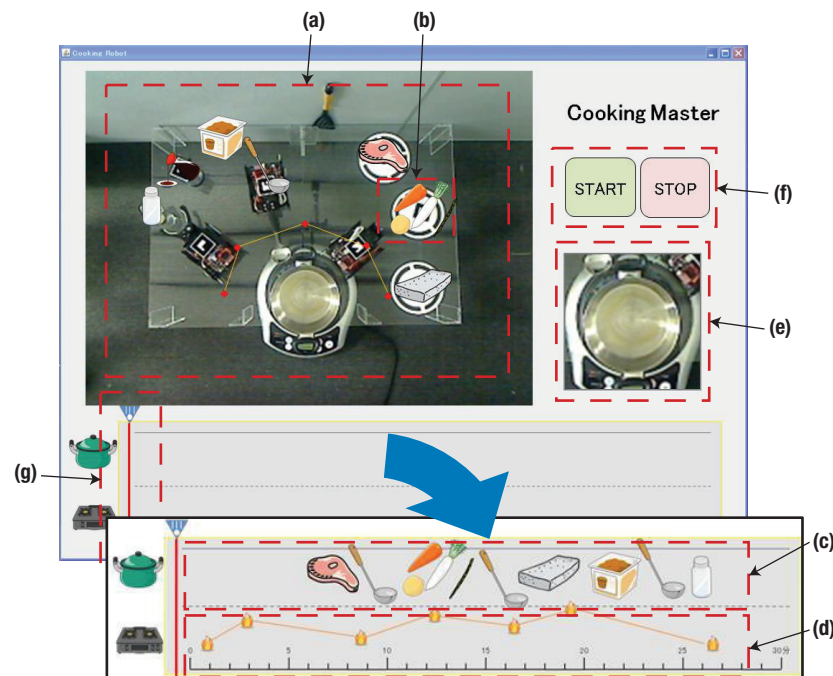 (a)
(b)
Cooking Robot
Cooking Master
START
STOP
(f)
(e)
(g)
(c)
(d)
0
5
10
15
20
25
30分